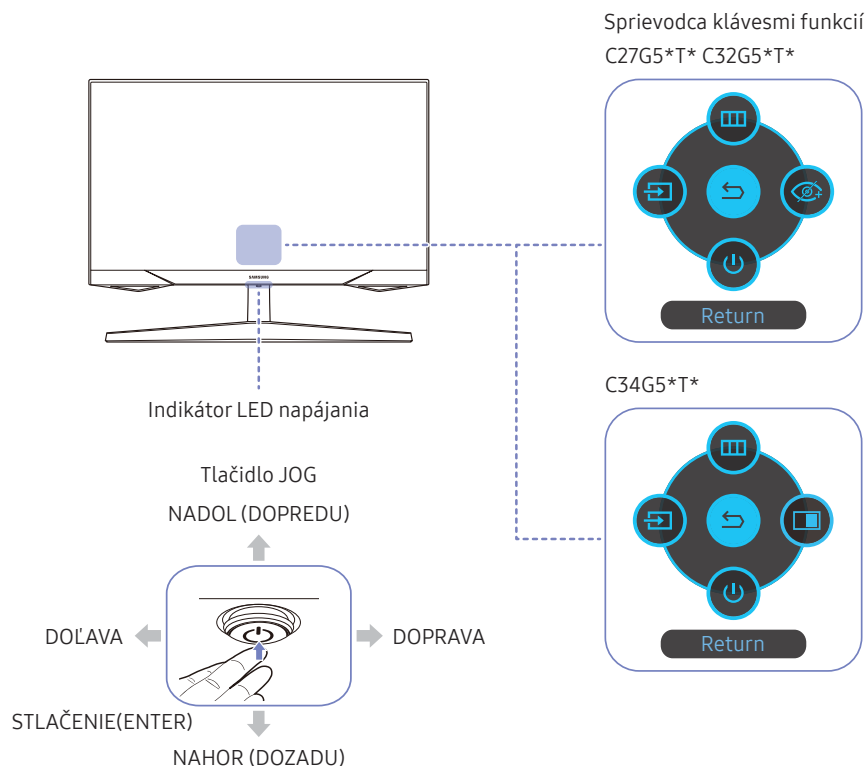 Sprievodca klávesmi funkcií
C27G5*T* C32G5*T*
Return
SAMSUNG
Indikátor LED napájania
C34G5*T*
Return
Tlačidlo JOG
NADOL (DOPREDU)
DOĽAVA
DOPRAVA
STLAČENIE(ENTER)
NAHOR (DOZADU)